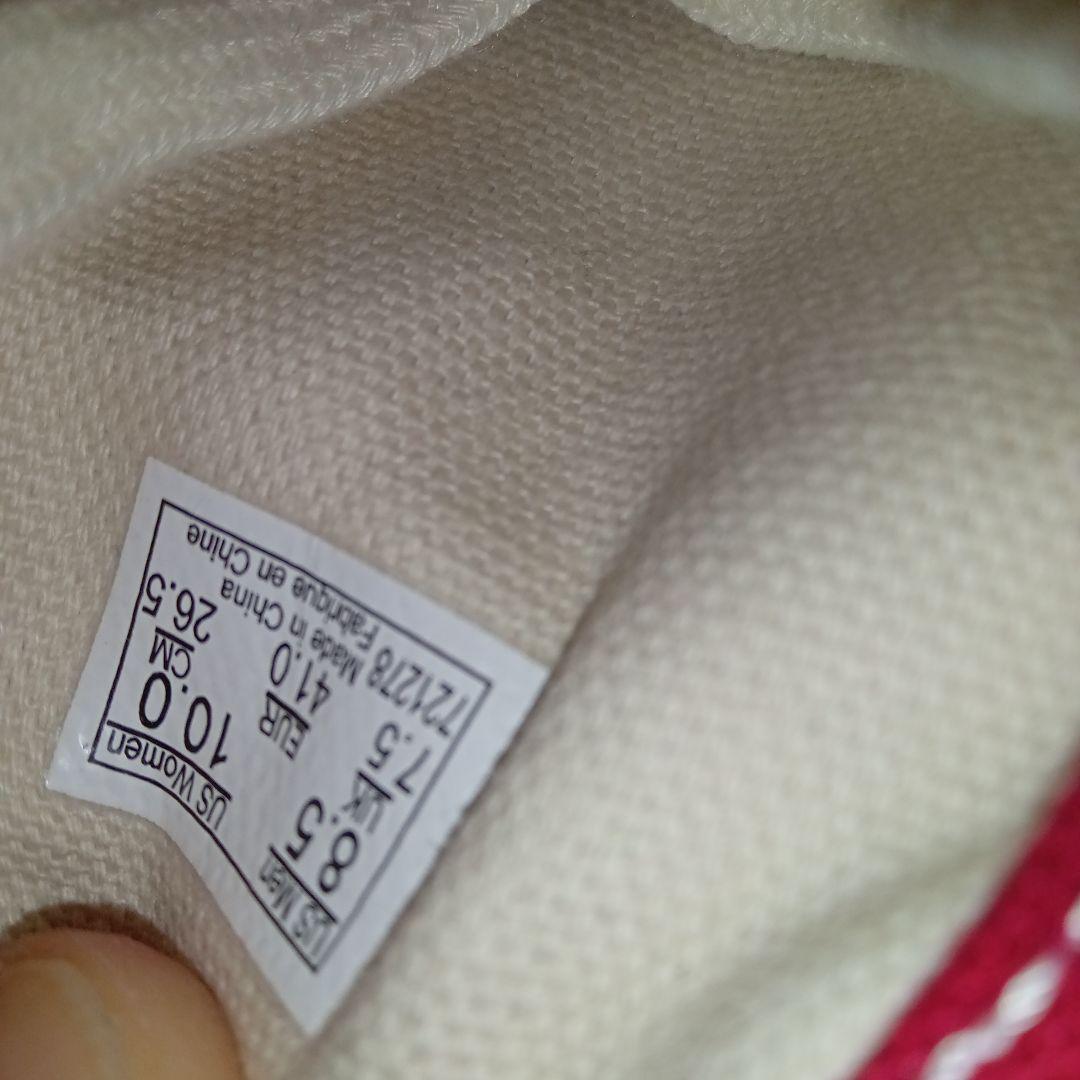 US Men US Women
8.5 10.0
UK EUR CM
7.5 41.0 26.5
721278 Made in China
Fabriqué en Chine